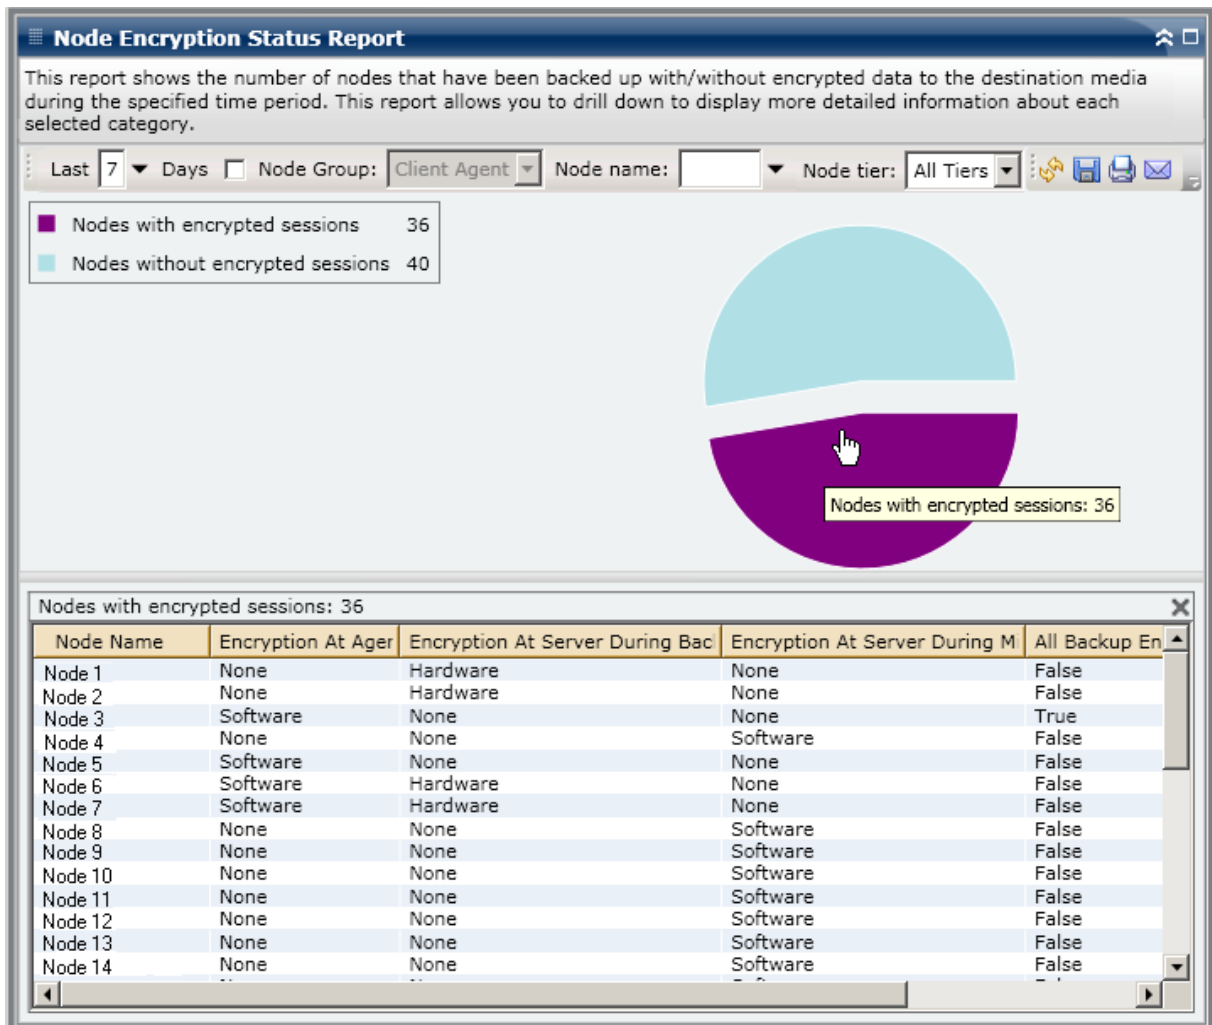 Node Encryption Status Report
This report shows the number of nodes that have been backed up with/without encrypted data to the destination media
during the specified time period. This report allows you to drill down to display more detailed information about each
selected category.
Last 7 Days Node Group: Client Agent Node name: Node tier: All Tiers
Nodes with encrypted sessions 36
Nodes without encrypted sessions 40
Nodes with encrypted sessions: 36
Nodes with encrypted sessions: 36
Node Name Encryption At Ager Encryption At Server During Bac Encryption At Server During Mi All Backup En
Node 1 None Hardware None False
Node 2 None Hardware None False
Node 3 Software None None True
Node 4 None None Software False
Node 5 Software None None False
Node 6 Software Hardware None False
Node 7 Software Hardware None False
Node 8 None None Software False
Node 9 None None Software False
Node 10 None None Software False
Node 11 None None Software False
Node 12 None None Software False
Node 13 None None Software False
Node 14 None None Software False